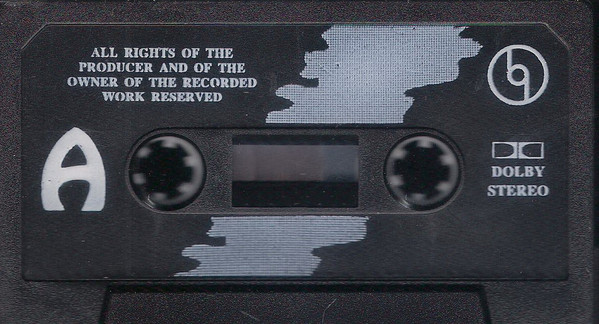 ALL RIGHTS OF THE
PRODUCER AND OF THE
OWNER OF THE RECORDED
WORK RESERVED
A
DOLBY
STEREO